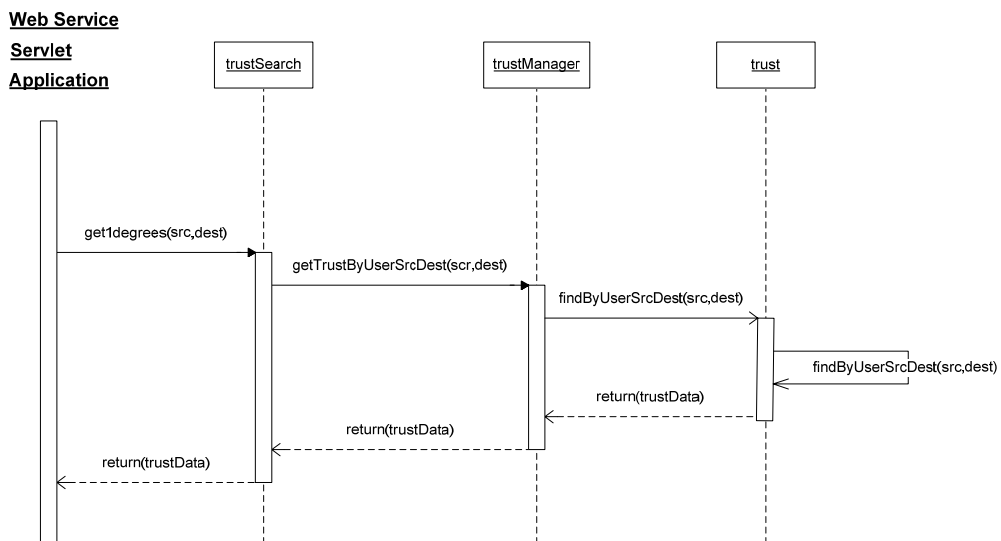 Web Service
Servlet
Application
trustSearch
trustManager
trust
get1degrees(src,dest)
getTrustByUserSrcDest(scr,dest)
findByUserSrcDest(src,dest)
findByUserSrcDest(src,dest)
return(trustData)
return(trustData)
return(trustData)